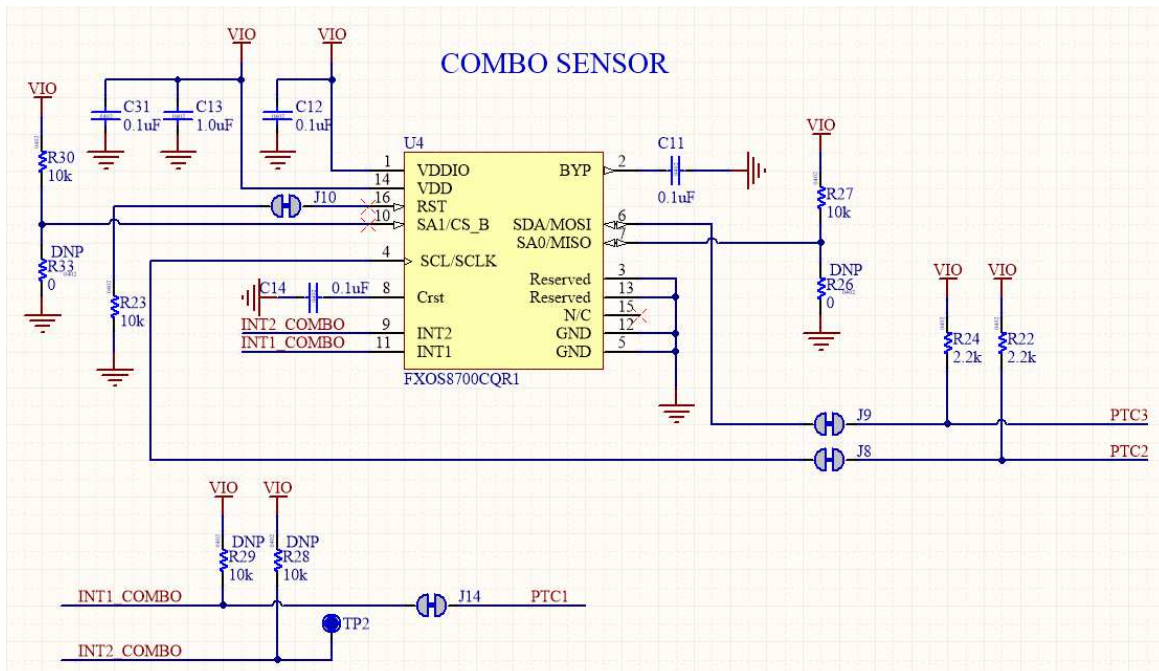 COMBO SENSOR
VIO
VIO
VIO
C31
0.1uF
C13
1.0uF
C12
0.1uF
R30
10k
DNP
R33
0
J10
R23
10k
U4
1 VDDIO
14 VDD
16 RST
10 SA1/CS_B
4 SCL/SCLK
8 Crst
9 INT2
11 INT1
BYP 2
SDA/MOSI 6
SA0/MISO 7
Reserved 3
Reserved 13
N/C 15
GND 12
GND 5
FXOS8700CQR1
C14
0.1uF
INT2_COMBO
INT1_COMBO
C11
0.1uF
VIO
R27
10k
DNP
R26
0
VIO
VIO
R24
2.2k
R22
2.2k
J9
PTC3
J8
PTC2
VIO
VIO
DNP
R29
10k
DNP
R28
10k
INT1_COMBO
J14
PTC1
TP2
INT2_COMBO